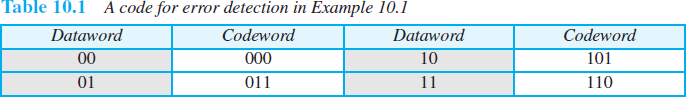 Table 10.1 A code for error detection in Example 10.1
Dataword Codeword Dataword Codeword
00 000 10 101
01 011 11 110